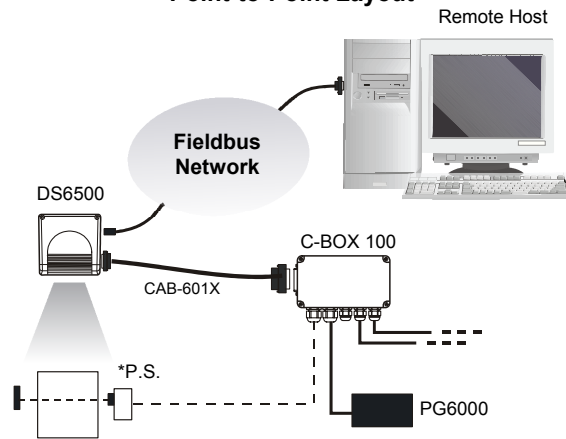 Point-to-Point Layout
Remote Host
Fieldbus
Network
DS6500
C-BOX 100
CAB-601X
*P.S.
PG6000